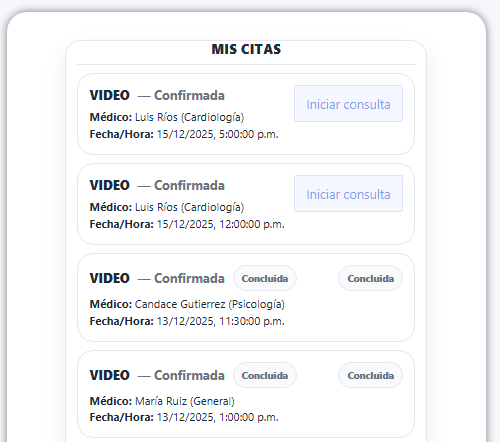 MIS CITAS
VIDEO — Confirmada
Iniciar consulta
Médico: Luis Ríos (Cardiología)
Fecha/Hora: 15/12/2025, 5:00:00 p.m.
VIDEO — Confirmada
Iniciar consulta
Médico: Luis Ríos (Cardiología)
Fecha/Hora: 15/12/2025, 12:00:00 p.m.
VIDEO — Confirmada Concluida Concluida
Médico: Candace Gutierrez (Psicología)
Fecha/Hora: 13/12/2025, 11:30:00 p.m.
VIDEO — Confirmada Concluida Concluida
Médico: María Ruiz (General)
Fecha/Hora: 13/12/2025, 1:00:00 p.m.